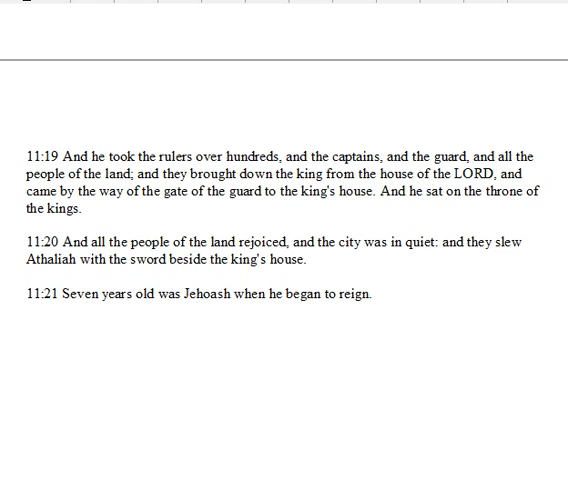 11:19 And he took the rulers over hundreds, and the captains, and the guard, and all the
people of the land; and they brought down the king from the house of the LORD, and
came by the way of the gate of the guard to the king's house. And he sat on the throne of
the kings.
11:20 And all the people of the land rejoiced, and the city was in quiet: and they slew
Athaliah with the sword beside the king's house.
11:21 Seven years old was Jehoash when he began to reign.